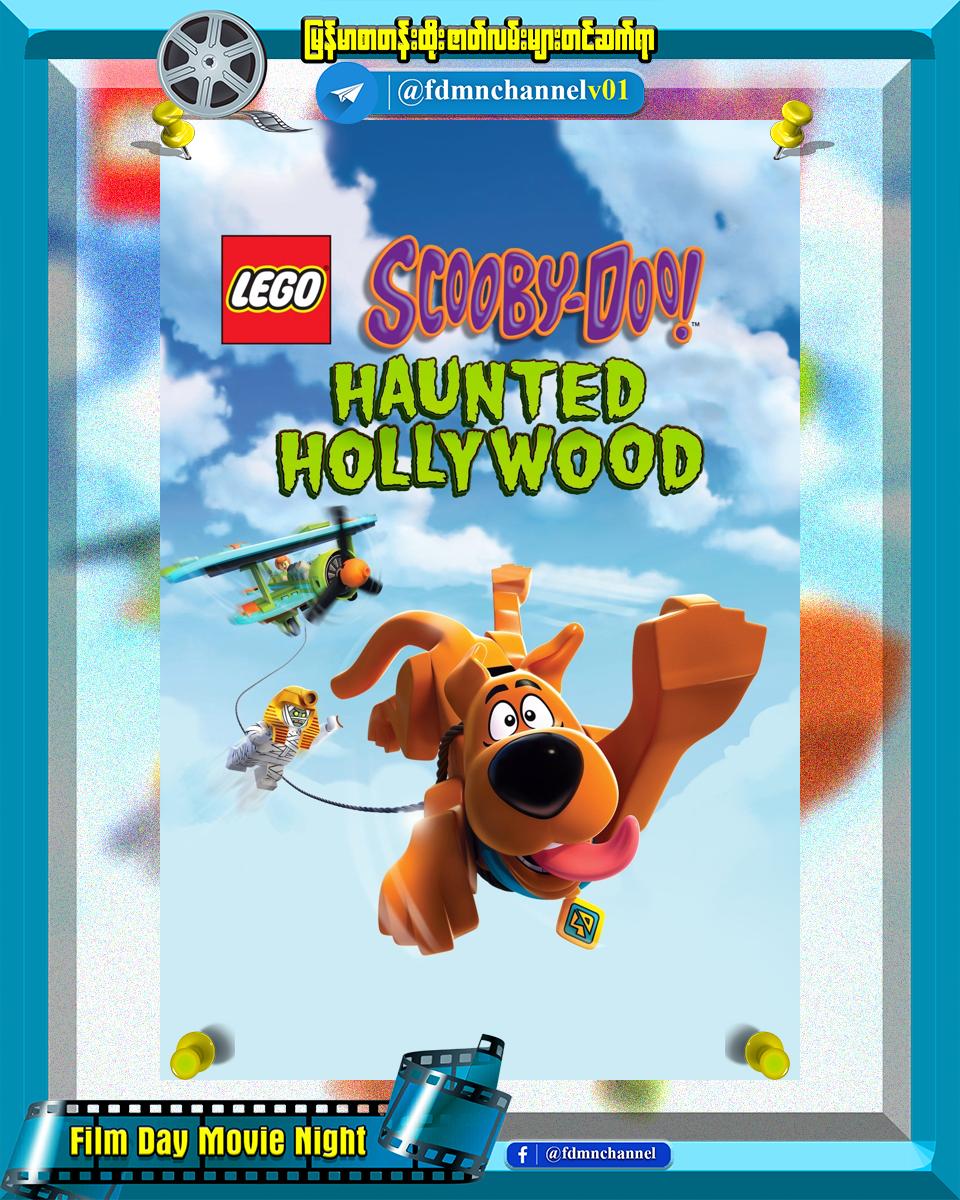 မြန်မာစာတန်းထိုးဇာတ်လမ်းများတင်ဆက်ရာ
@fdmnchannelv01
LEGO
SCOOBY-DOO!™
HAUNTED
HOLLYWOOD
SD
Film Day Movie Night
@fdmnchannel